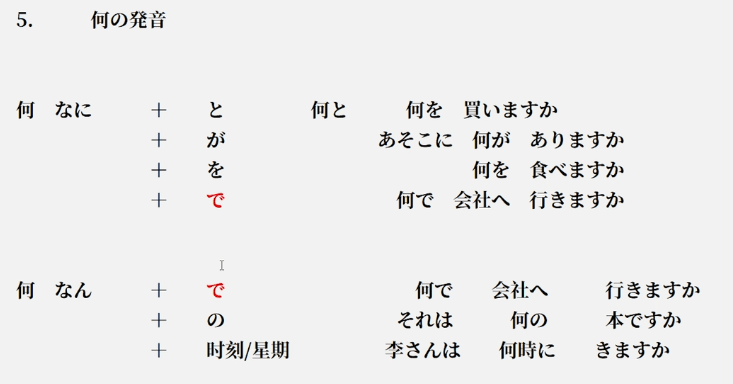 5. 何の発音
何 なに + と 何と 何を 買いますか
+ が あそこに 何が ありますか
+ を 何を 食べますか
+ で 何で 会社へ 行きますか
何 なん + で 何で 会社へ 行きますか
+ の それは 何の 本ですか
+ 时刻/星期 李さんは 何時に きますか